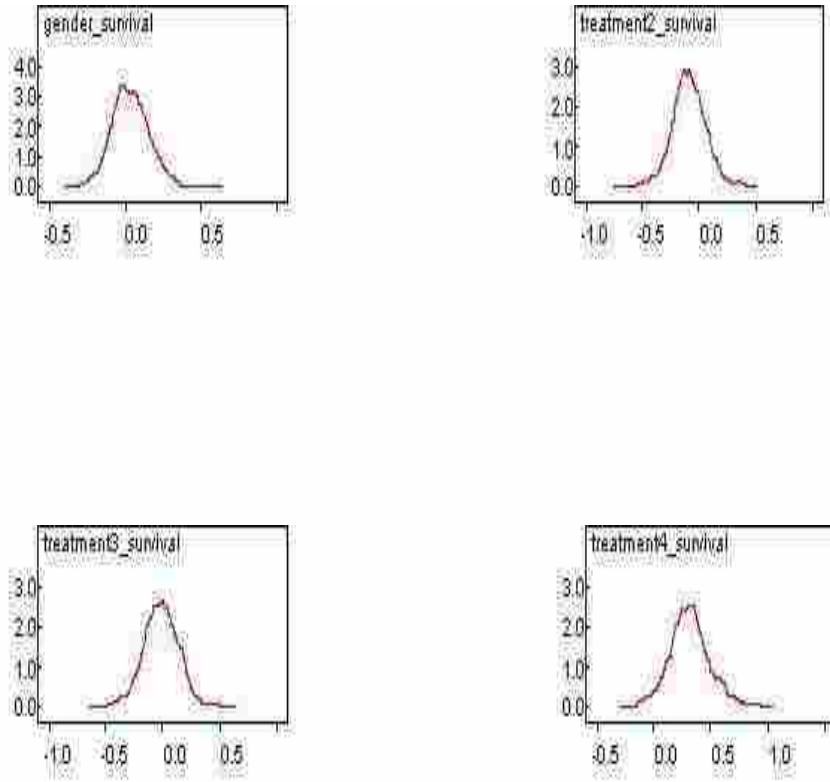 gender_survival
4.0
3.0
2.0
1.0
0.0
-0.5 0.0 0.5
treatment2_survival
3.0
2.0
1.0
0.0
-1.0 -0.5 0.0 0.5
treatment3_survival
3.0
2.0
1.0
0.0
-1.0 -0.5 0.0 0.5
treatment4_survival
3.0
2.0
1.0
0.0
-0.5 0.0 0.5 1.0